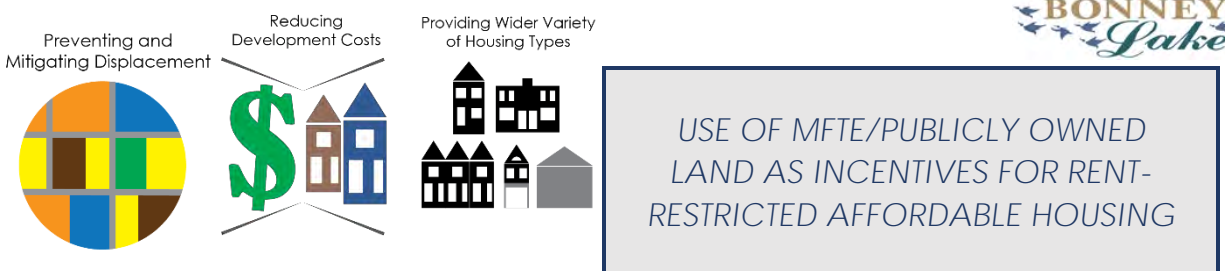 Preventing and
Mitigating Displacement
Reducing
Development Costs
Providing Wider Variety
of Housing Types
$
BONNEY
Lake
USE OF MFTE/PUBLICLY OWNED
LAND AS INCENTIVES FOR RENT-
RESTRICTED AFFORDABLE HOUSING